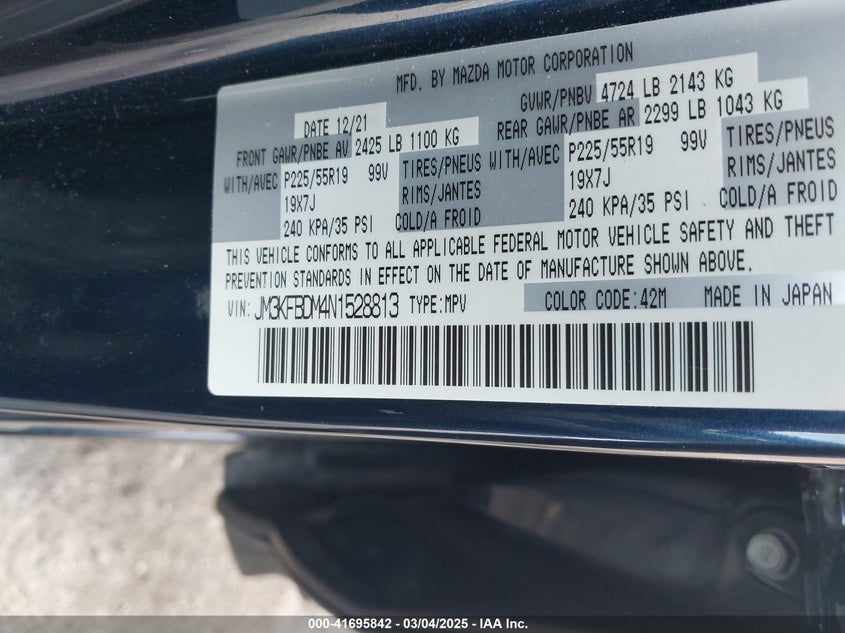 MFD. BY MAZDA MOTOR CORPORATION
DATE 12/21 GVWR/PNBV 4724 LB 2143 KG
FRONT GAWR/PNBE AV 2425 LB 1100 KG REAR GAWR/PNBE AR 2299 LB 1043 KG
WITH/AVEC P225/55R19 99V TIRES/PNEUS WITH/AVEC P225/55R19 99V TIRES/PNEUS
19X7J RIMS/JANTES 19X7J RIMS/JANTES
240 KPA/35 PSI COLD/A FROID 240 KPA/35 PSI COLD/A FROID
THIS VEHICLE CONFORMS TO ALL APPLICABLE FEDERAL MOTOR VEHICLE SAFETY AND THEFT
PREVENTION STANDARDS IN EFFECT ON THE DATE OF MANUFACTURE SHOWN ABOVE.
VIN: JM3KFBDM4N1528813 TYPE:MPV COLOR CODE:42M MADE IN JAPAN
000-41695842 — 03/04/2025 — IAA Inc.